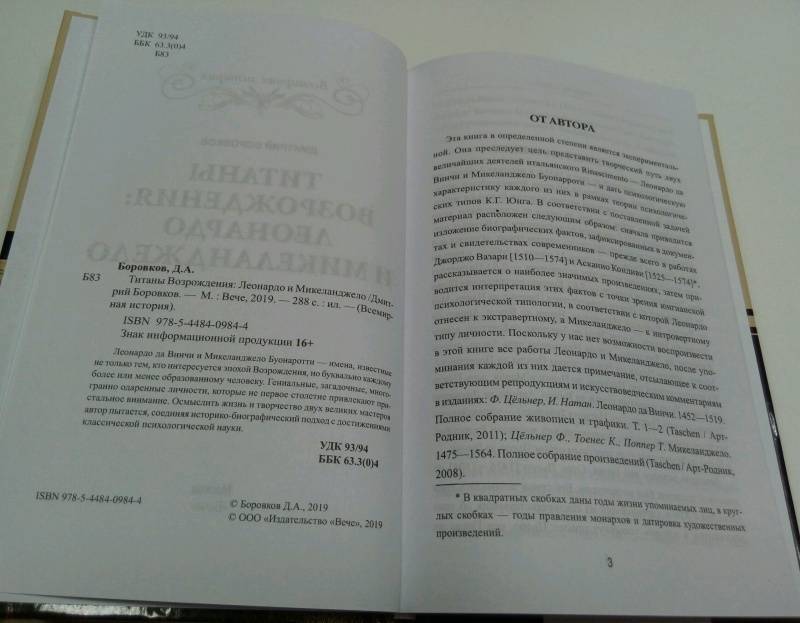 УДК 93/94
ББК 63.3(0)4
Б83
Боровков, Д.А.
Б83 Титаны Возрождения: Леонардо и Микеланджело /Дмит-
рий Боровков. — М. : Вече, 2019. — 288 с. : ил. — (Всемир-
ная история).
ISBN 978-5-4484-0984-4
Знак информационной продукции 16+
Леонардо да Винчи и Микеланджело Буонаротти — имена, известные
не только тем, кто интересуется эпохой Возрождения, но буквально каждому
более или менее образованному человеку. Гениальные, загадочные, много-
гранно одаренные личности, которые не первое столетие привлекают при-
стальное внимание. Осмыслить жизнь и творчество двух великих мастеров
автор пытается, соединяя историко-биографический подход с достижениями
классической психологической науки.
УДК 93/94
ББК 63.3(0)4
ISBN 978-5-4484-0984-4
© Боровков Д.А., 2019
© ООО «Издательство «Вече», 2019
ОТ АВТОРА
Эта книга в определенной степени является эксперименталь-
ной. Она преследует цель представить творческий путь двух
величайших деятелей итальянского Rinascimento — Леонардо да
Винчи и Микеланджело Буонарроти — и дать психологическую
характеристику каждого из них в рамках теории психологиче-
ских типов К.Г. Юнга. В соответствии с поставленной задачей
материал расположен следующим образом: сначала приводится
изложение биографических фактов, зафиксированных в докумен-
тах и свидетельствах современников — прежде всего в работах
Джорджо Вазари [1510—1574] и Асканио Кондиви [1525—1574]*,
рассказывается о наиболее значимых произведениях, затем при-
водится интерпретация этих фактов с точки зрения юнгианской
психологической типологии, в соответствии с которой Леонардо
отнесен к экстравертному, а Микеланджело — к интровертному
типу личности. Поскольку у нас нет возможности воспроизвести
в этой книге все работы Леонардо и Микеланджело, после упо-
минания каждой из них дается примечание, отсылающее к соот-
ветствующим репродукциям и искусствоведческим комментариям
в изданиях: Ф. Цёльнер, И. Натан. Леонардо да Винчи. 1452—1519.
Полное собрание живописи и графики. Т. 1—2 (Taschen / Арт-
Родник, 2011); Цёльнер Ф., Тоенес К., Поппер Т. Микеланджело.
1475—1564. Полное собрание произведений (Taschen / Арт-Родник,
2008).
* В квадратных скобках даны годы жизни упоминаемых лиц, в круг-
лых скобках — годы правления монархов и датировка художественных
произведений.
3